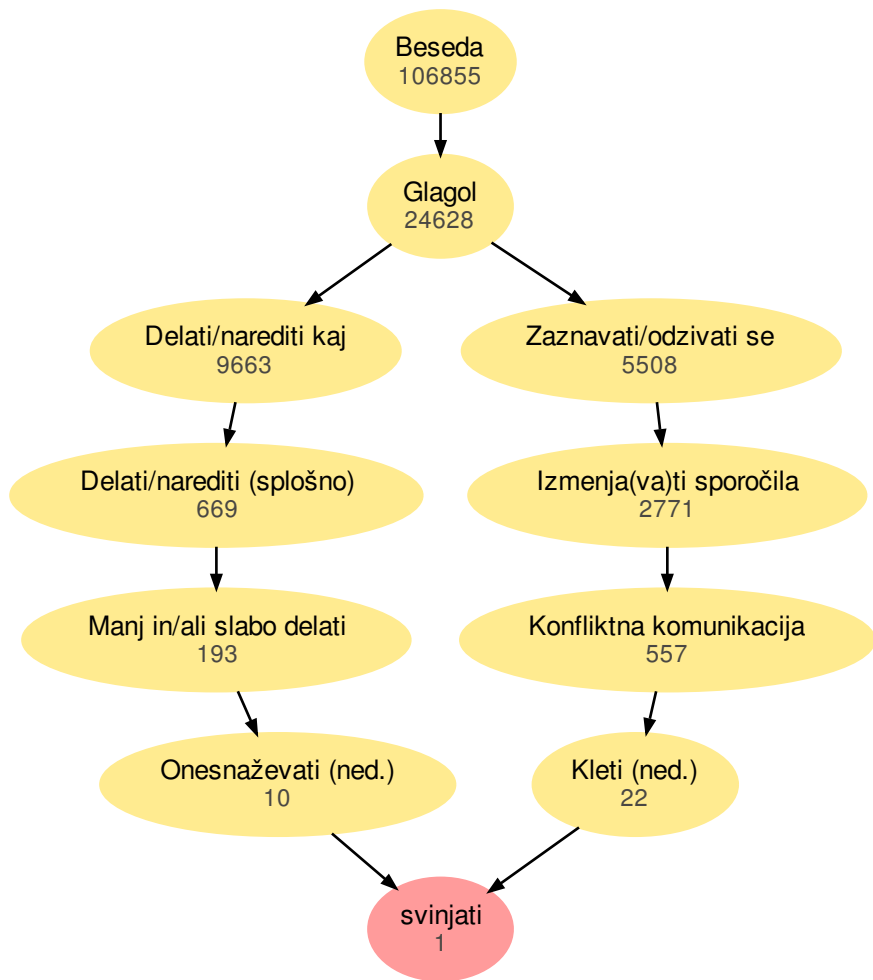 Beseda
106855
Glagol
24628
Delati/narediti kaj
9663
Zaznavati/odzivati se
5508
Delati/narediti (splošno)
669
Izmenja(va)ti sporočila
2771
Manj in/ali slabo delati
193
Konfliktna komunikacija
557
Onesnaževati (ned.)
10
Kleti (ned.)
22
svinjati
1